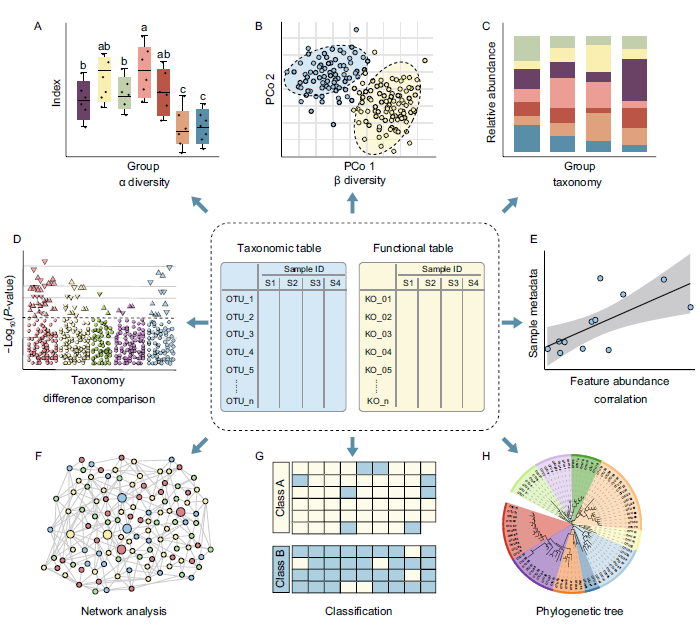 A
Index
b
ab
b
a
ab
c
c
Group
α diversity
B
PCo 2
PCo 1
β diversity
C
Relative abundance
Group
taxonomy
D
−Log10(P-value)
Taxonomy
difference comparison
Taxonomic table
Sample ID
S1 S2 S3 S4
OTU_1
OTU_2
OTU_3
OTU_4
OTU_5
OTU_n
Functional table
Sample ID
S1 S2 S3 S4
KO_01
KO_02
KO_03
KO_04
KO_05
KO_n
E
Sample metadata
Feature abundance
corralation
F
Network analysis
G
Class A
Class B
Classification
H
Phylogenetic tree